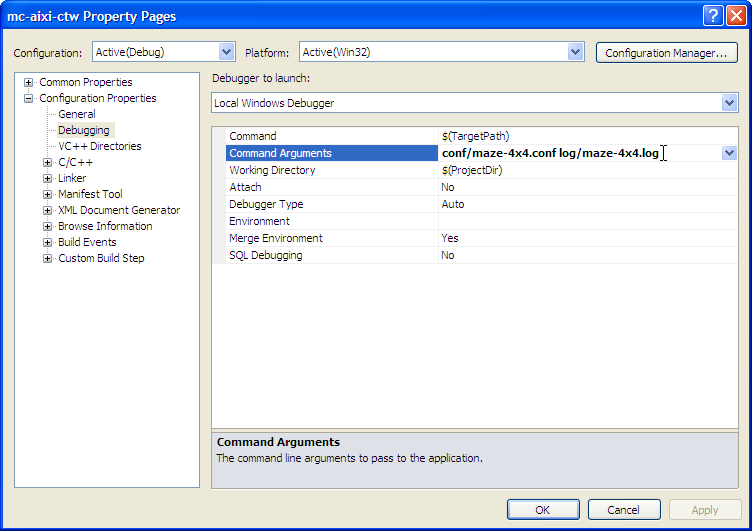 mc-aixi-ctw Property Pages
Configuration: Active(Debug) Platform: Active(Win32) Configuration Manager...
Common Properties
Configuration Properties
General
Debugging
VC++ Directories
C/C++
Linker
Manifest Tool
XML Document Generator
Browse Information
Build Events
Custom Build Step
Debugger to launch:
Local Windows Debugger
Command $(TargetPath)
Command Arguments conf/maze-4x4.conf log/maze-4x4.log
Working Directory $(ProjectDir)
Attach No
Debugger Type Auto
Environment
Merge Environment Yes
SQL Debugging No
Command Arguments
The command line arguments to pass to the application.
OK Cancel Apply